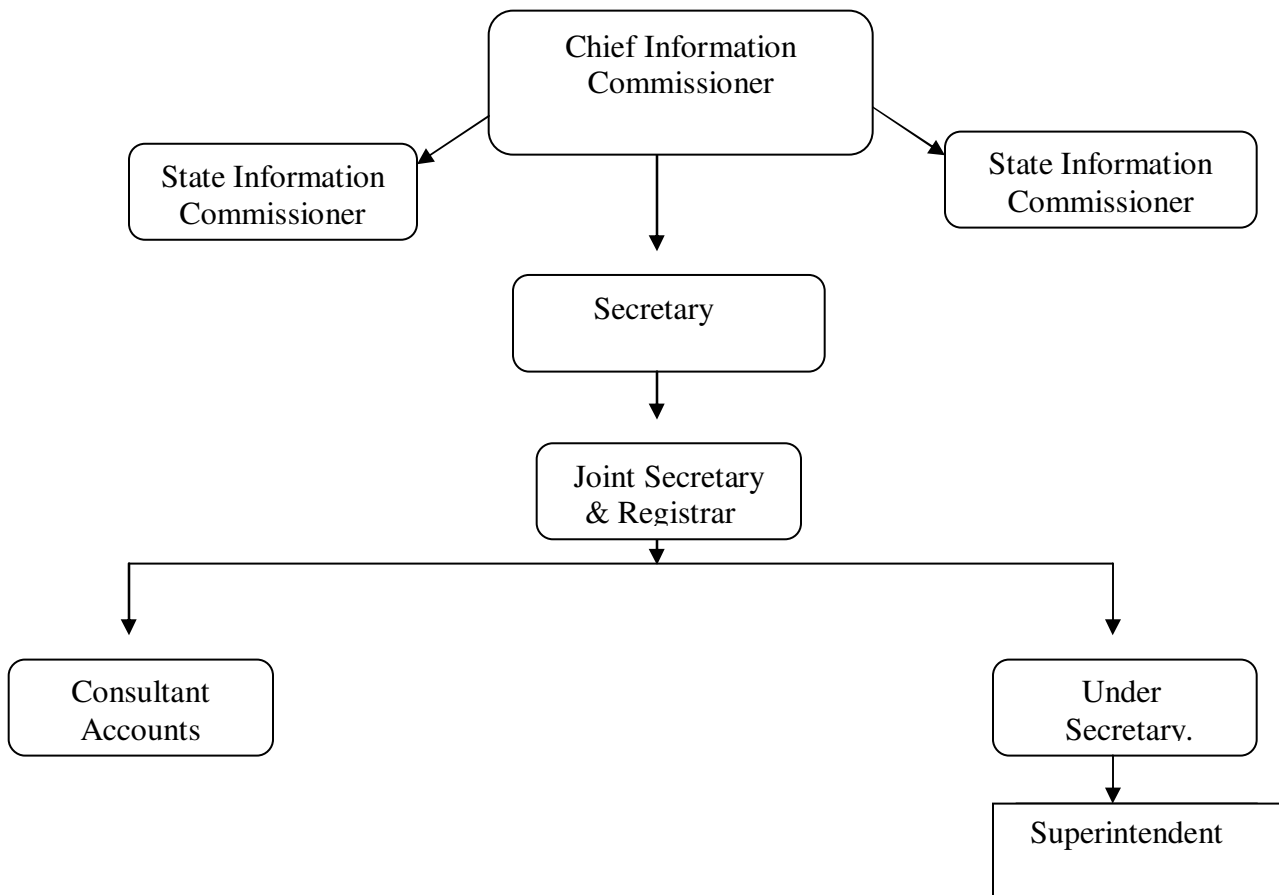 Chief Information
Commissioner
State Information
Commissioner
State Information
Commissioner
Secretary
Joint Secretary
& Registrar
Consultant
Accounts
Under
Secretary.
Superintendent